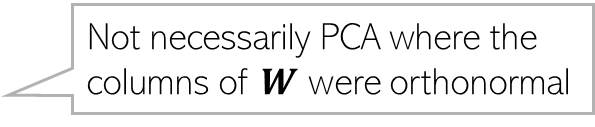 Not necessarily PCA where the
columns of W were orthonormal